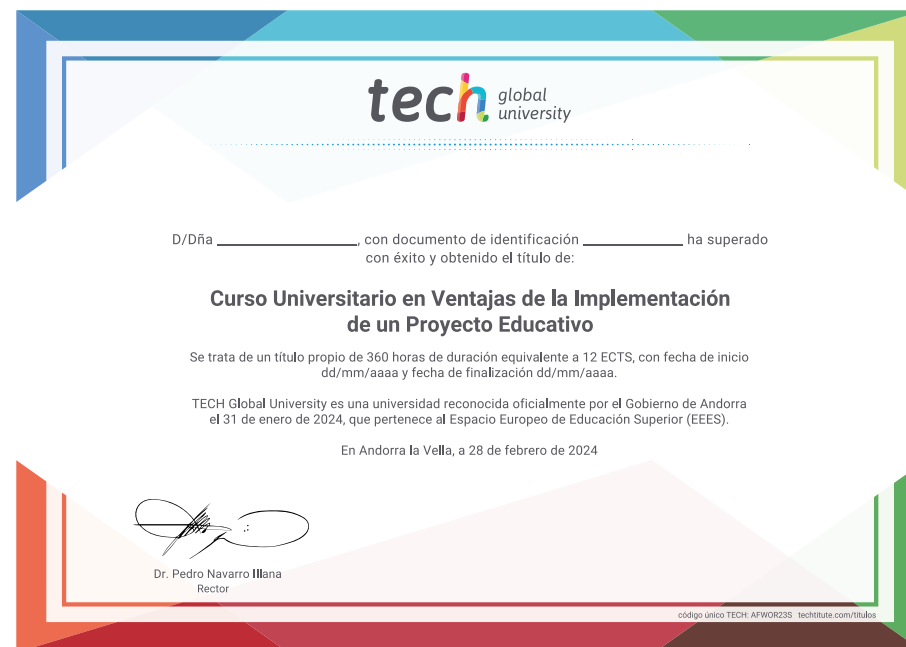 tech global university
D/Dña ____________________, con documento de identificación ______________ ha superado
con éxito y obtenido el título de:
Curso Universitario en Ventajas de la Implementación
de un Proyecto Educativo
Se trata de un título propio de 360 horas de duración equivalente a 12 ECTS, con fecha de inicio
dd/mm/aaaa y fecha de finalización dd/mm/aaaa.
TECH Global University es una universidad reconocida oficialmente por el Gobierno de Andorra
el 31 de enero de 2024, que pertenece al Espacio Europeo de Educación Superior (EEES).
En Andorra la Vella, a 28 de febrero de 2024
Dr. Pedro Navarro Illana
Rector
código único TECH: AFWOR23S techtitute.com/titulos